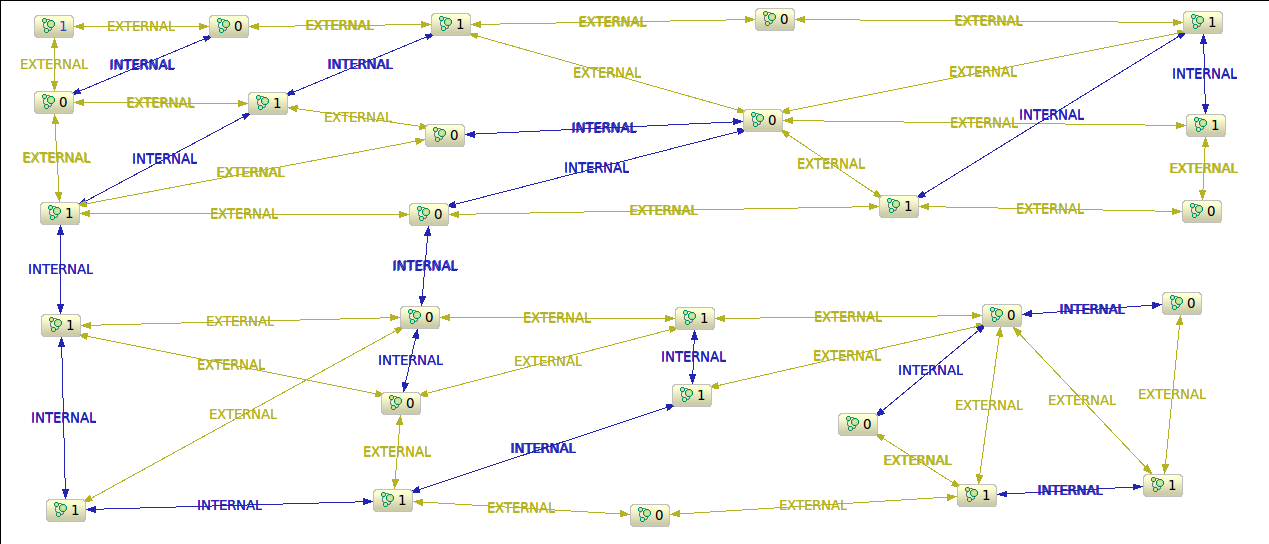 1 EXTERNAL 0 EXTERNAL 1 EXTERNAL 0 EXTERNAL 1
EXTERNAL INTERNAL INTERNAL EXTERNAL EXTERNAL INTERNAL
0 EXTERNAL 1 EXTERNAL 0 INTERNAL 0 EXTERNAL INTERNAL 1
EXTERNAL INTERNAL EXTERNAL INTERNAL EXTERNAL EXTERNAL
1 EXTERNAL 0 EXTERNAL 1 EXTERNAL 0
INTERNAL INTERNAL
1 EXTERNAL 0 EXTERNAL 1 EXTERNAL 0 INTERNAL 0
EXTERNAL INTERNAL EXTERNAL INTERNAL EXTERNAL INTERNAL
0 1 EXTERNAL EXTERNAL EXTERNAL
INTERNAL EXTERNAL 0
EXTERNAL INTERNAL EXTERNAL
1 INTERNAL 1 EXTERNAL 0 EXTERNAL 1 INTERNAL 1